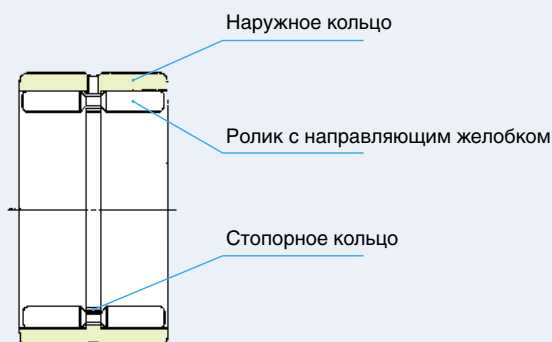 Наружное кольцо
Ролик с направляющим желобком
Стопорное кольцо